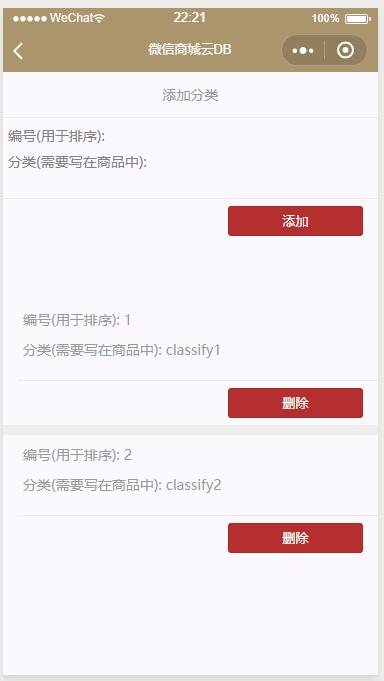 WeChat 22:21 100%
微信商城云DB
添加分类
编号(用于排序):
分类(需要写在商品中):
添加
编号(用于排序): 1
分类(需要写在商品中): classify1
删除
编号(用于排序): 2
分类(需要写在商品中): classify2
删除